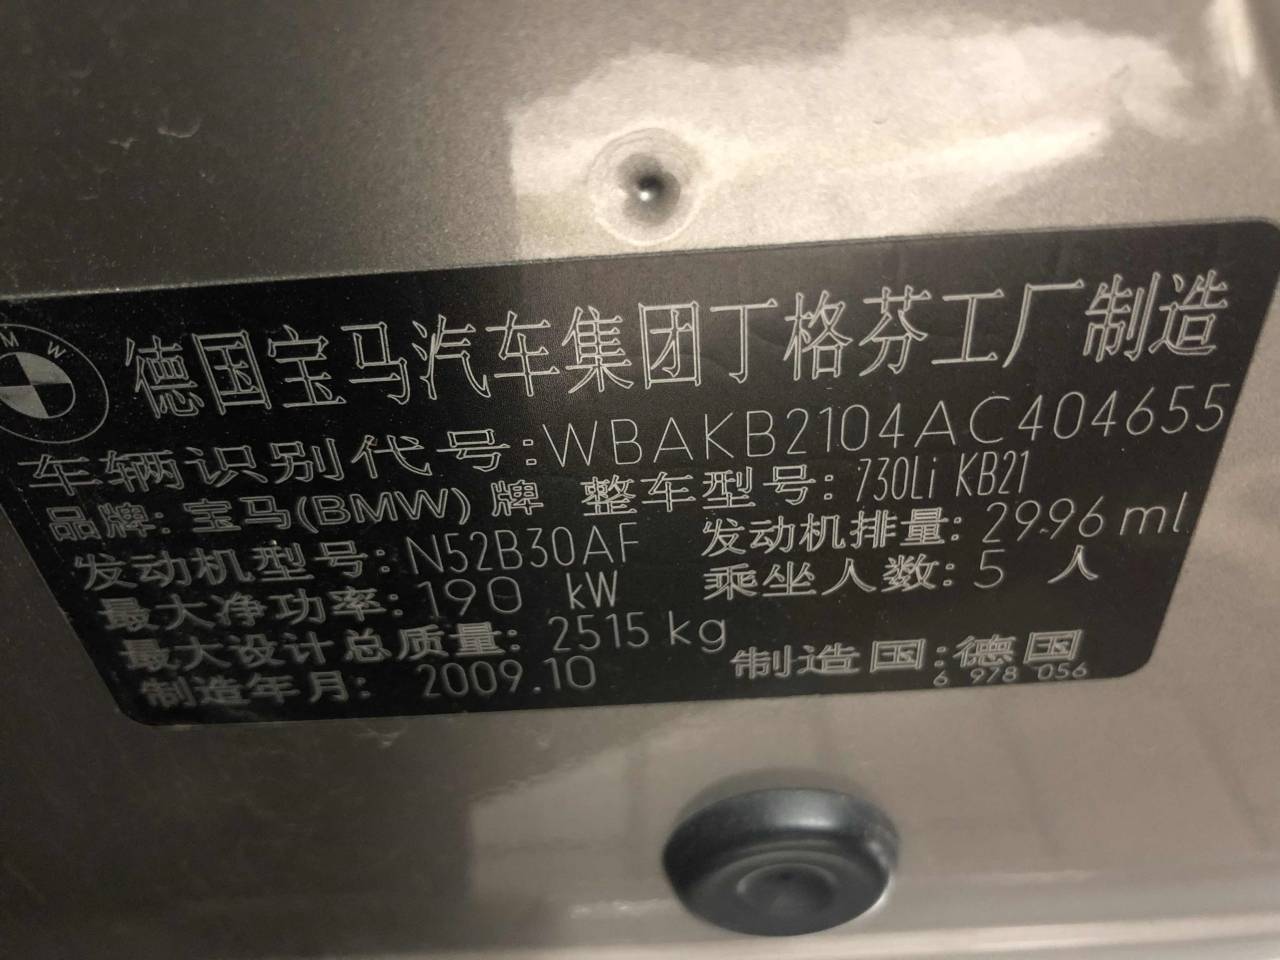 BMW
德国宝马汽车集团丁格芬工厂制造
车辆识别代号:WBAKB2104AC404655
品牌: 宝马(BMW) 牌 整车型号: 730Li KB21
发动机型号: N52B30AF 发动机排量: 2996 ml
最大净功率: 190 kW 乘坐人数: 5 人
最大设计总质量: 2515 kg
制造年月: 2009.10 制造国:德国
6 978 056